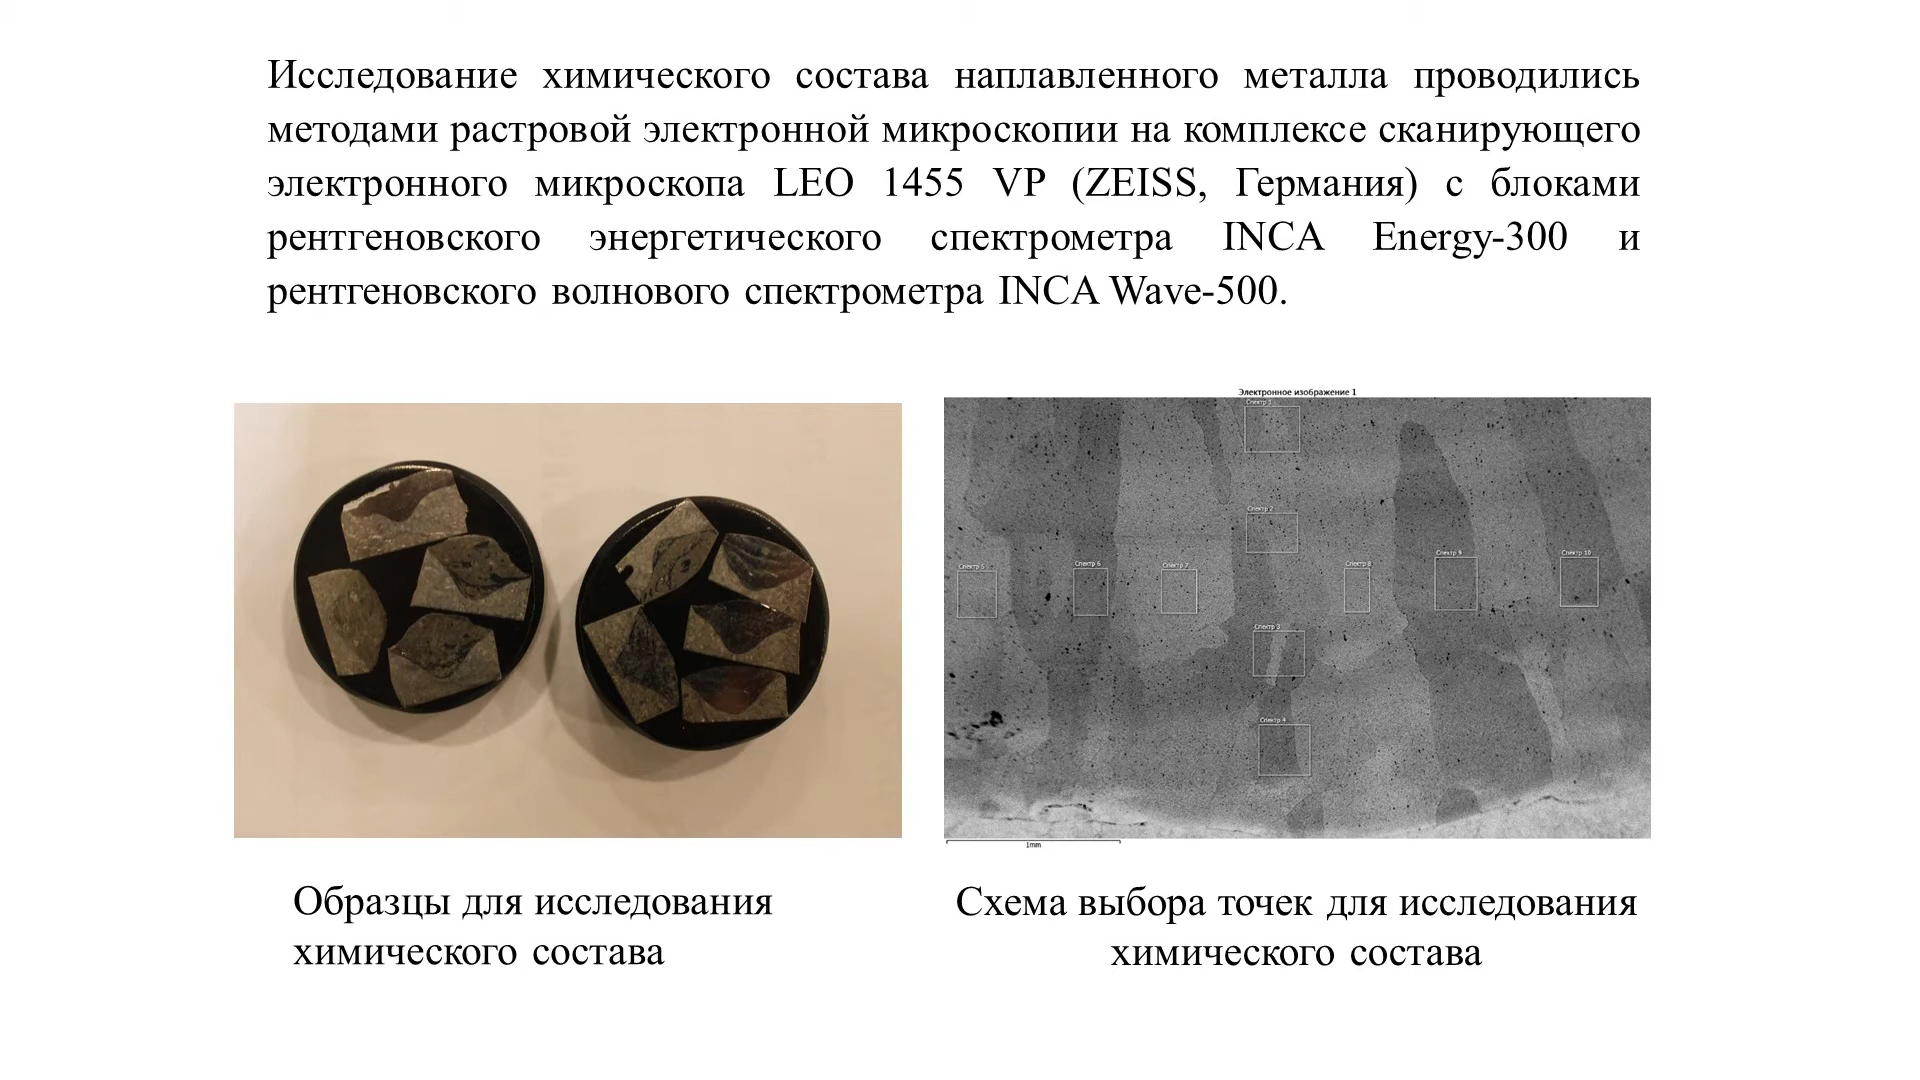 Исследование химического состава наплавленного металла проводились
методами растровой электронной микроскопии на комплексе сканирующего
электронного микроскопа LEO 1455 VP (ZEISS, Германия) с блоками
рентгеновского энергетического спектрометра INCA Energy-300 и
рентгеновского волнового спектрометра INCA Wave-500.
Электронное изображение 1
Спектр 1
Спектр 2
Спектр 5
Спектр 6
Спектр 7
Спектр 8
Спектр 9
Спектр 10
Спектр 3
Спектр 4
1mm
Образцы для исследования
химического состава
Схема выбора точек для исследования
химического состава